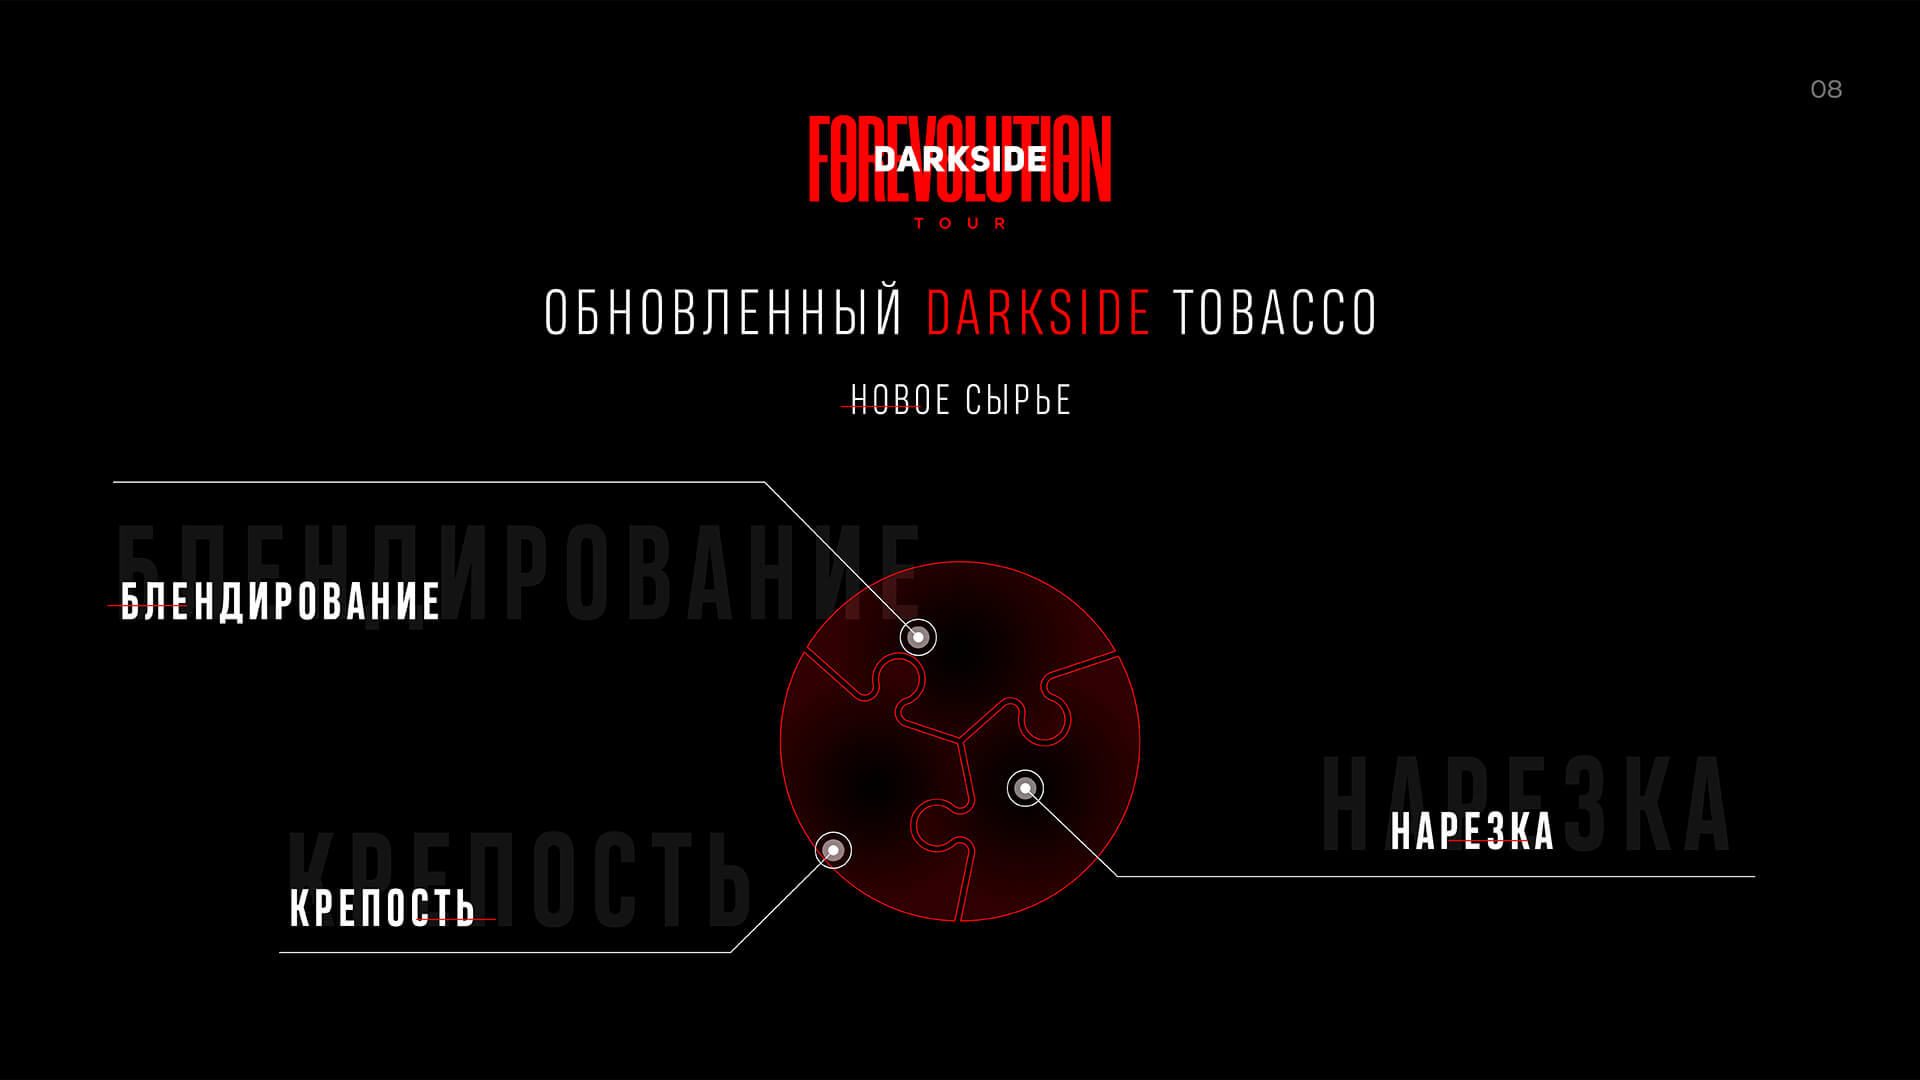 08
FOREVOLUTION
DARKSIDE
TOUR
ОБНОВЛЕННЫЙ DARKSIDE TOBACCO
НОВОЕ СЫРЬЕ
БЛЕНДИРОВАНИЕ
БЛЕНДИРОВАНИЕ
НАРЕЗКА
НАРЕЗКА
КРЕПОСТЬ
КРЕПОСТЬ